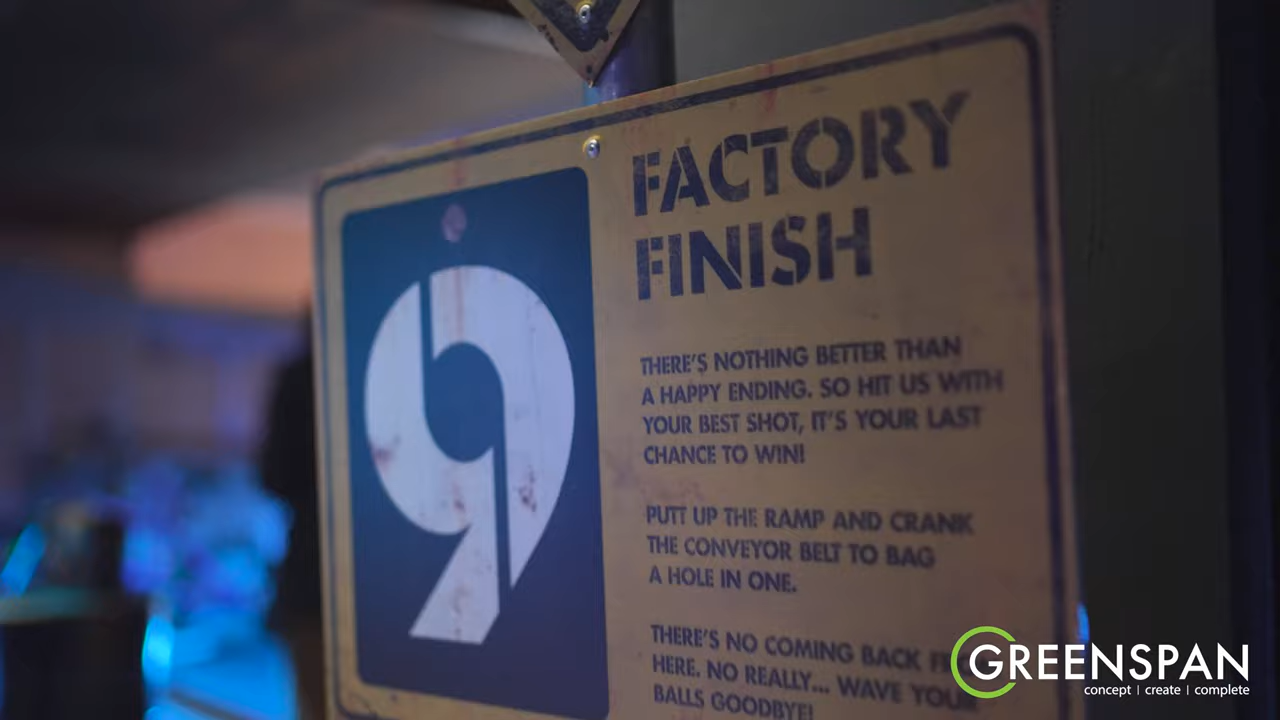 FACTORY
FINISH
9
THERE'S NOTHING BETTER THAN
A HAPPY ENDING. SO HIT US WITH
YOUR BEST SHOT, IT'S YOUR LAST
CHANCE TO WIN!
PUTT UP THE RAMP AND CRANK
THE CONVEYOR BELT TO BAG
A HOLE IN ONE.
THERE'S NO COMING BACK
HERE. NO REALLY... WAVE YOUR
BALLS GOODBYE!
GREENSPAN
concept | create | complete